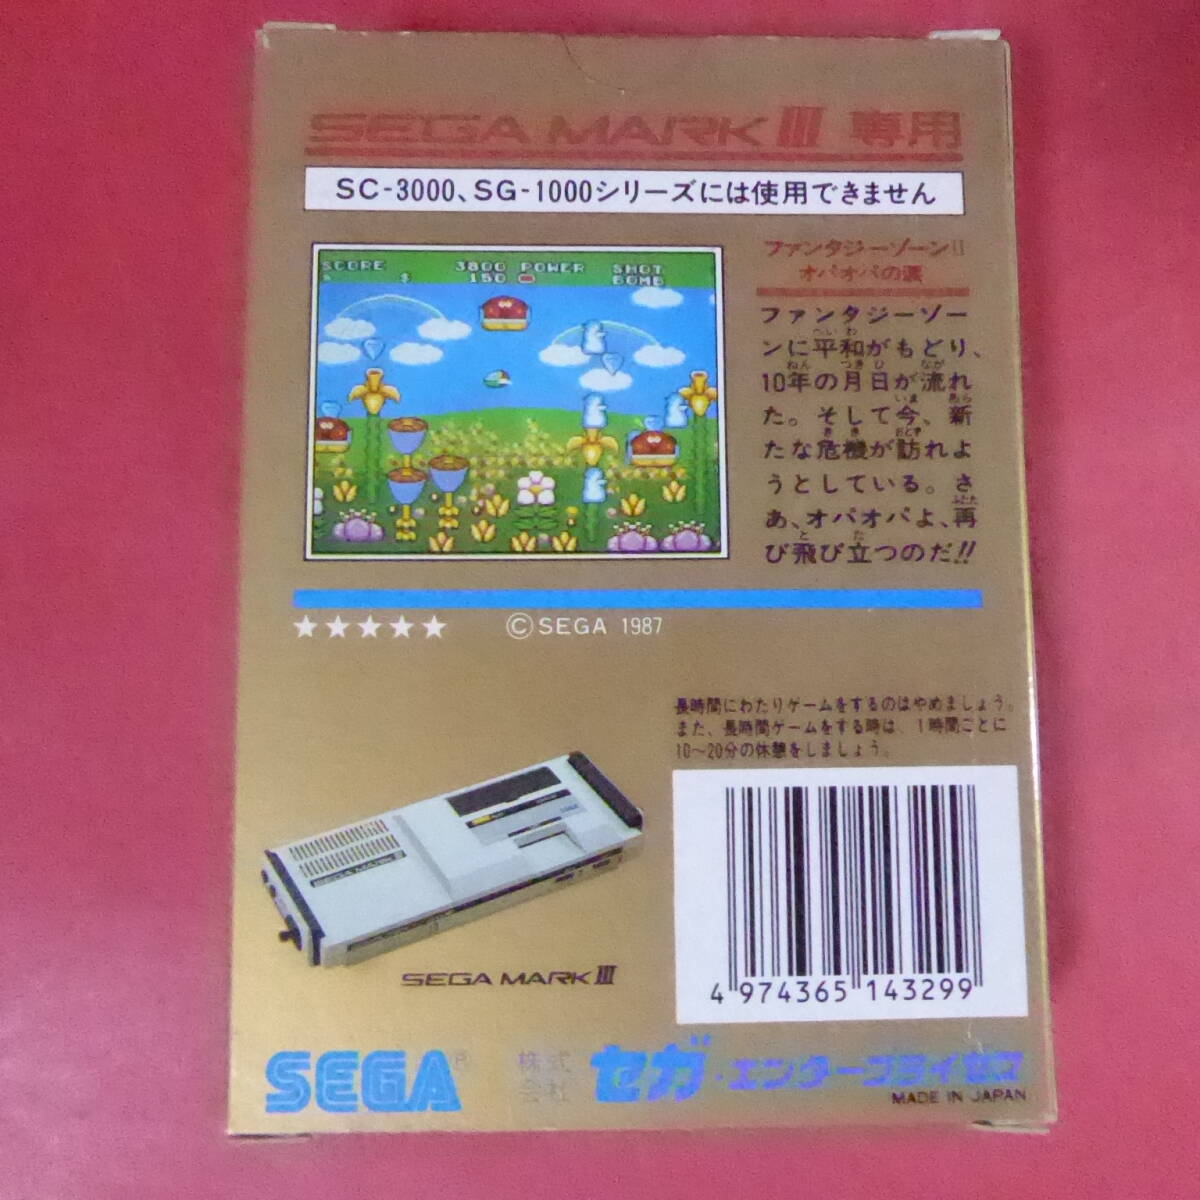 SEGA MARK III 専用
SC-3000、SG-1000シリーズには使用できません
SCORE 3800 POWER SHOT
$ 150 BOMB
ファンタジーゾーンII
オパオパの涙
ファンタジーゾー
ンに平和がもどり、
10年の月日が流れ
た。そして今、新
たな危機が訪れよ
うとしている。さ
あ、オパオパよ、再
び飛び立つのだ!!
★★★★★ ©SEGA 1987
長時間にわたりゲームをするのはやめましょう。
また、長時間ゲームをする時は、1時間ごとに
10〜20分の休憩をしましょう。
SEGA MARK III
SEGA MARK III
4 974365 143299
SEGA® 株式会社 セガ・エンタープライゼス
MADE IN JAPAN